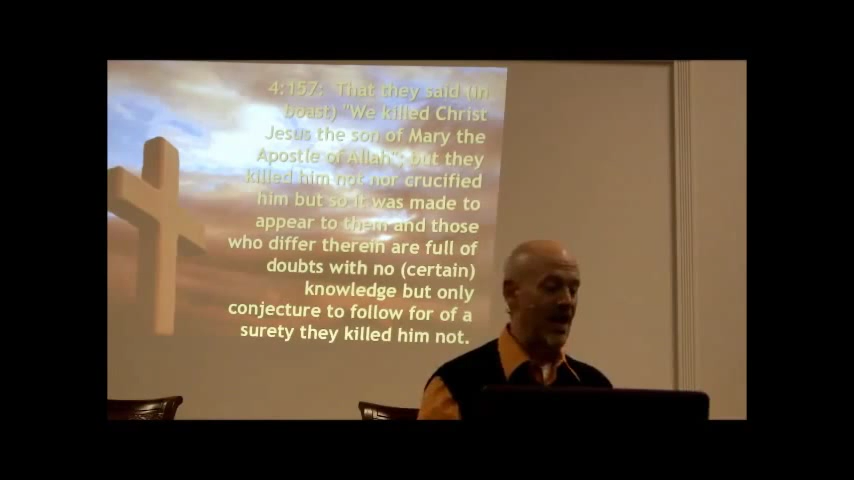 4:157: That they said (in
boast) "We killed Christ
Jesus the son of Mary the
Apostle of Allah"; but they
killed him not nor crucified
him but so it was made to
appear to them and those
who differ therein are full of
doubts with no (certain)
knowledge but only
conjecture to follow for of a
surety they killed him not.